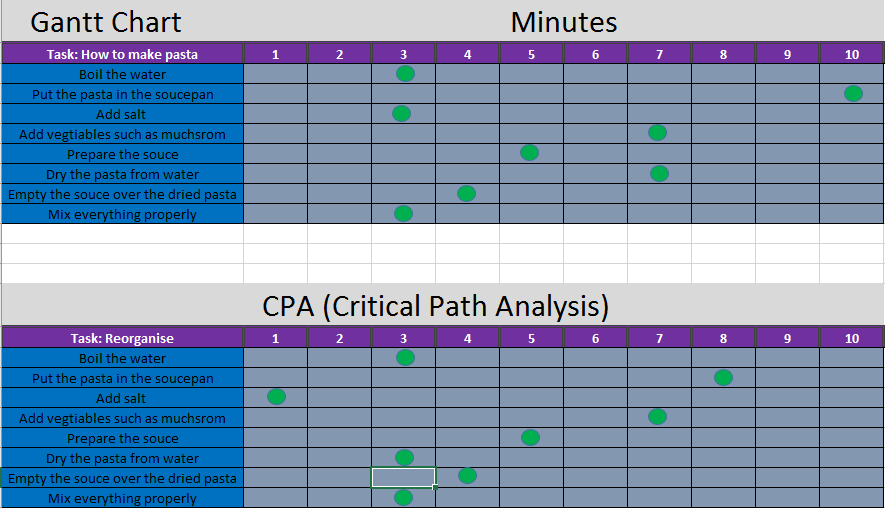 Gantt Chart Minutes
Task: How to make pasta 1 2 3 4 5 6 7 8 9 10
Boil the water
Put the pasta in the soucepan
Add salt
Add vegtiables such as muchsrom
Prepare the souce
Dry the pasta from water
Empty the souce over the dried pasta
Mix everything properly
CPA (Critical Path Analysis)
Task: Reorganise 1 2 3 4 5 6 7 8 9 10
Boil the water
Put the pasta in the soucepan
Add salt
Add vegtiables such as muchsrom
Prepare the souce
Dry the pasta from water
Empty the souce over the dried pasta
Mix everything properly